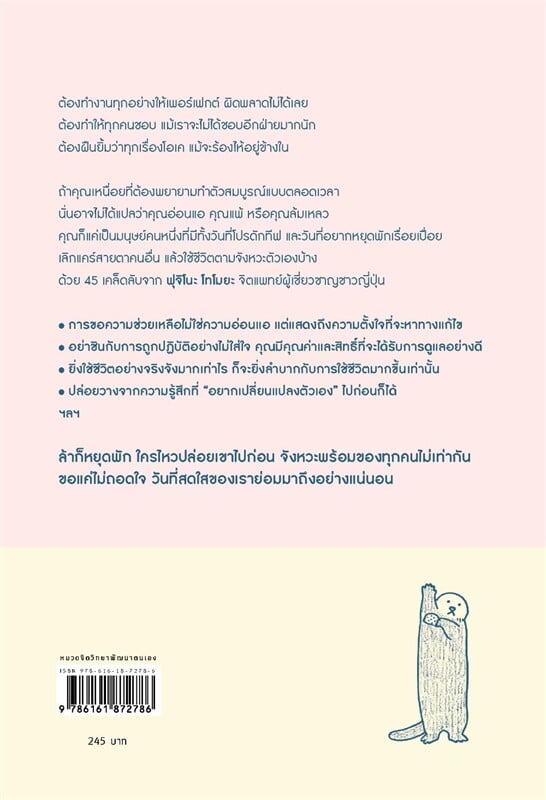 ต้องทำงานทุกอย่างให้เพอร์เฟกต์ ผิดพลาดไม่ได้เลย
ต้องทำให้ทุกคนชอบ แม้เราจะไม่ได้ชอบอีกฝ่ายมากนัก
ต้องฝืนยิ้มว่าทุกเรื่องโอเค แม้จะร้องไห้อยู่ข้างใน
ถ้าคุณเหนื่อยที่ต้องพยายามทำตัวสมบูรณ์แบบตลอดเวลา
นั่นอาจไม่ได้แปลว่าคุณอ่อนแอ คุณแพ้ หรือคุณล้มเหลว
คุณก็แค่เป็นมนุษย์คนหนึ่งที่มีทั้งวันที่โปรดักทีฟ และวันที่อยากหยุดพักเรื่อยเปื่อย
เลิกแคร์สายตาคนอื่น แล้วใช้ชีวิตตามจังหวะตัวเองบ้าง
ด้วย 45 เคล็ดลับจาก ฟุจิโนะ โทโมยะ จิตแพทย์ผู้เชี่ยวชาญชาวญี่ปุ่น
● การขอความช่วยเหลือไม่ใช่ความอ่อนแอ แต่แสดงถึงความตั้งใจที่จะหาทางแก้ไข
● อย่าชินกับการถูกปฏิบัติอย่างไม่ใส่ใจ คุณมีคุณค่าและสิทธิ์ที่จะได้รับการดูแลอย่างดี
● ยิ่งใช้ชีวิตอย่างจริงจังมากเท่าไร ก็จะยิ่งลำบากกับการใช้ชีวิตมากขึ้นเท่านั้น
● ปล่อยวางจากความรู้สึกที่ “อยากเปลี่ยนแปลงตัวเอง” ไปก่อนก็ได้
ฯลฯ
ล้าก็หยุดพัก ใครไหวปล่อยเขาไปก่อน จังหวะพร้อมของทุกคนไม่เท่ากัน
ขอแค่ไม่ถอดใจ วันที่สดใสของเราย่อมมาถึงอย่างแน่นอน
หมวดจิตวิทยาพัฒนาตนเอง
ISBN 978-616-18-7278-6
9 786161 872786
245 บาท